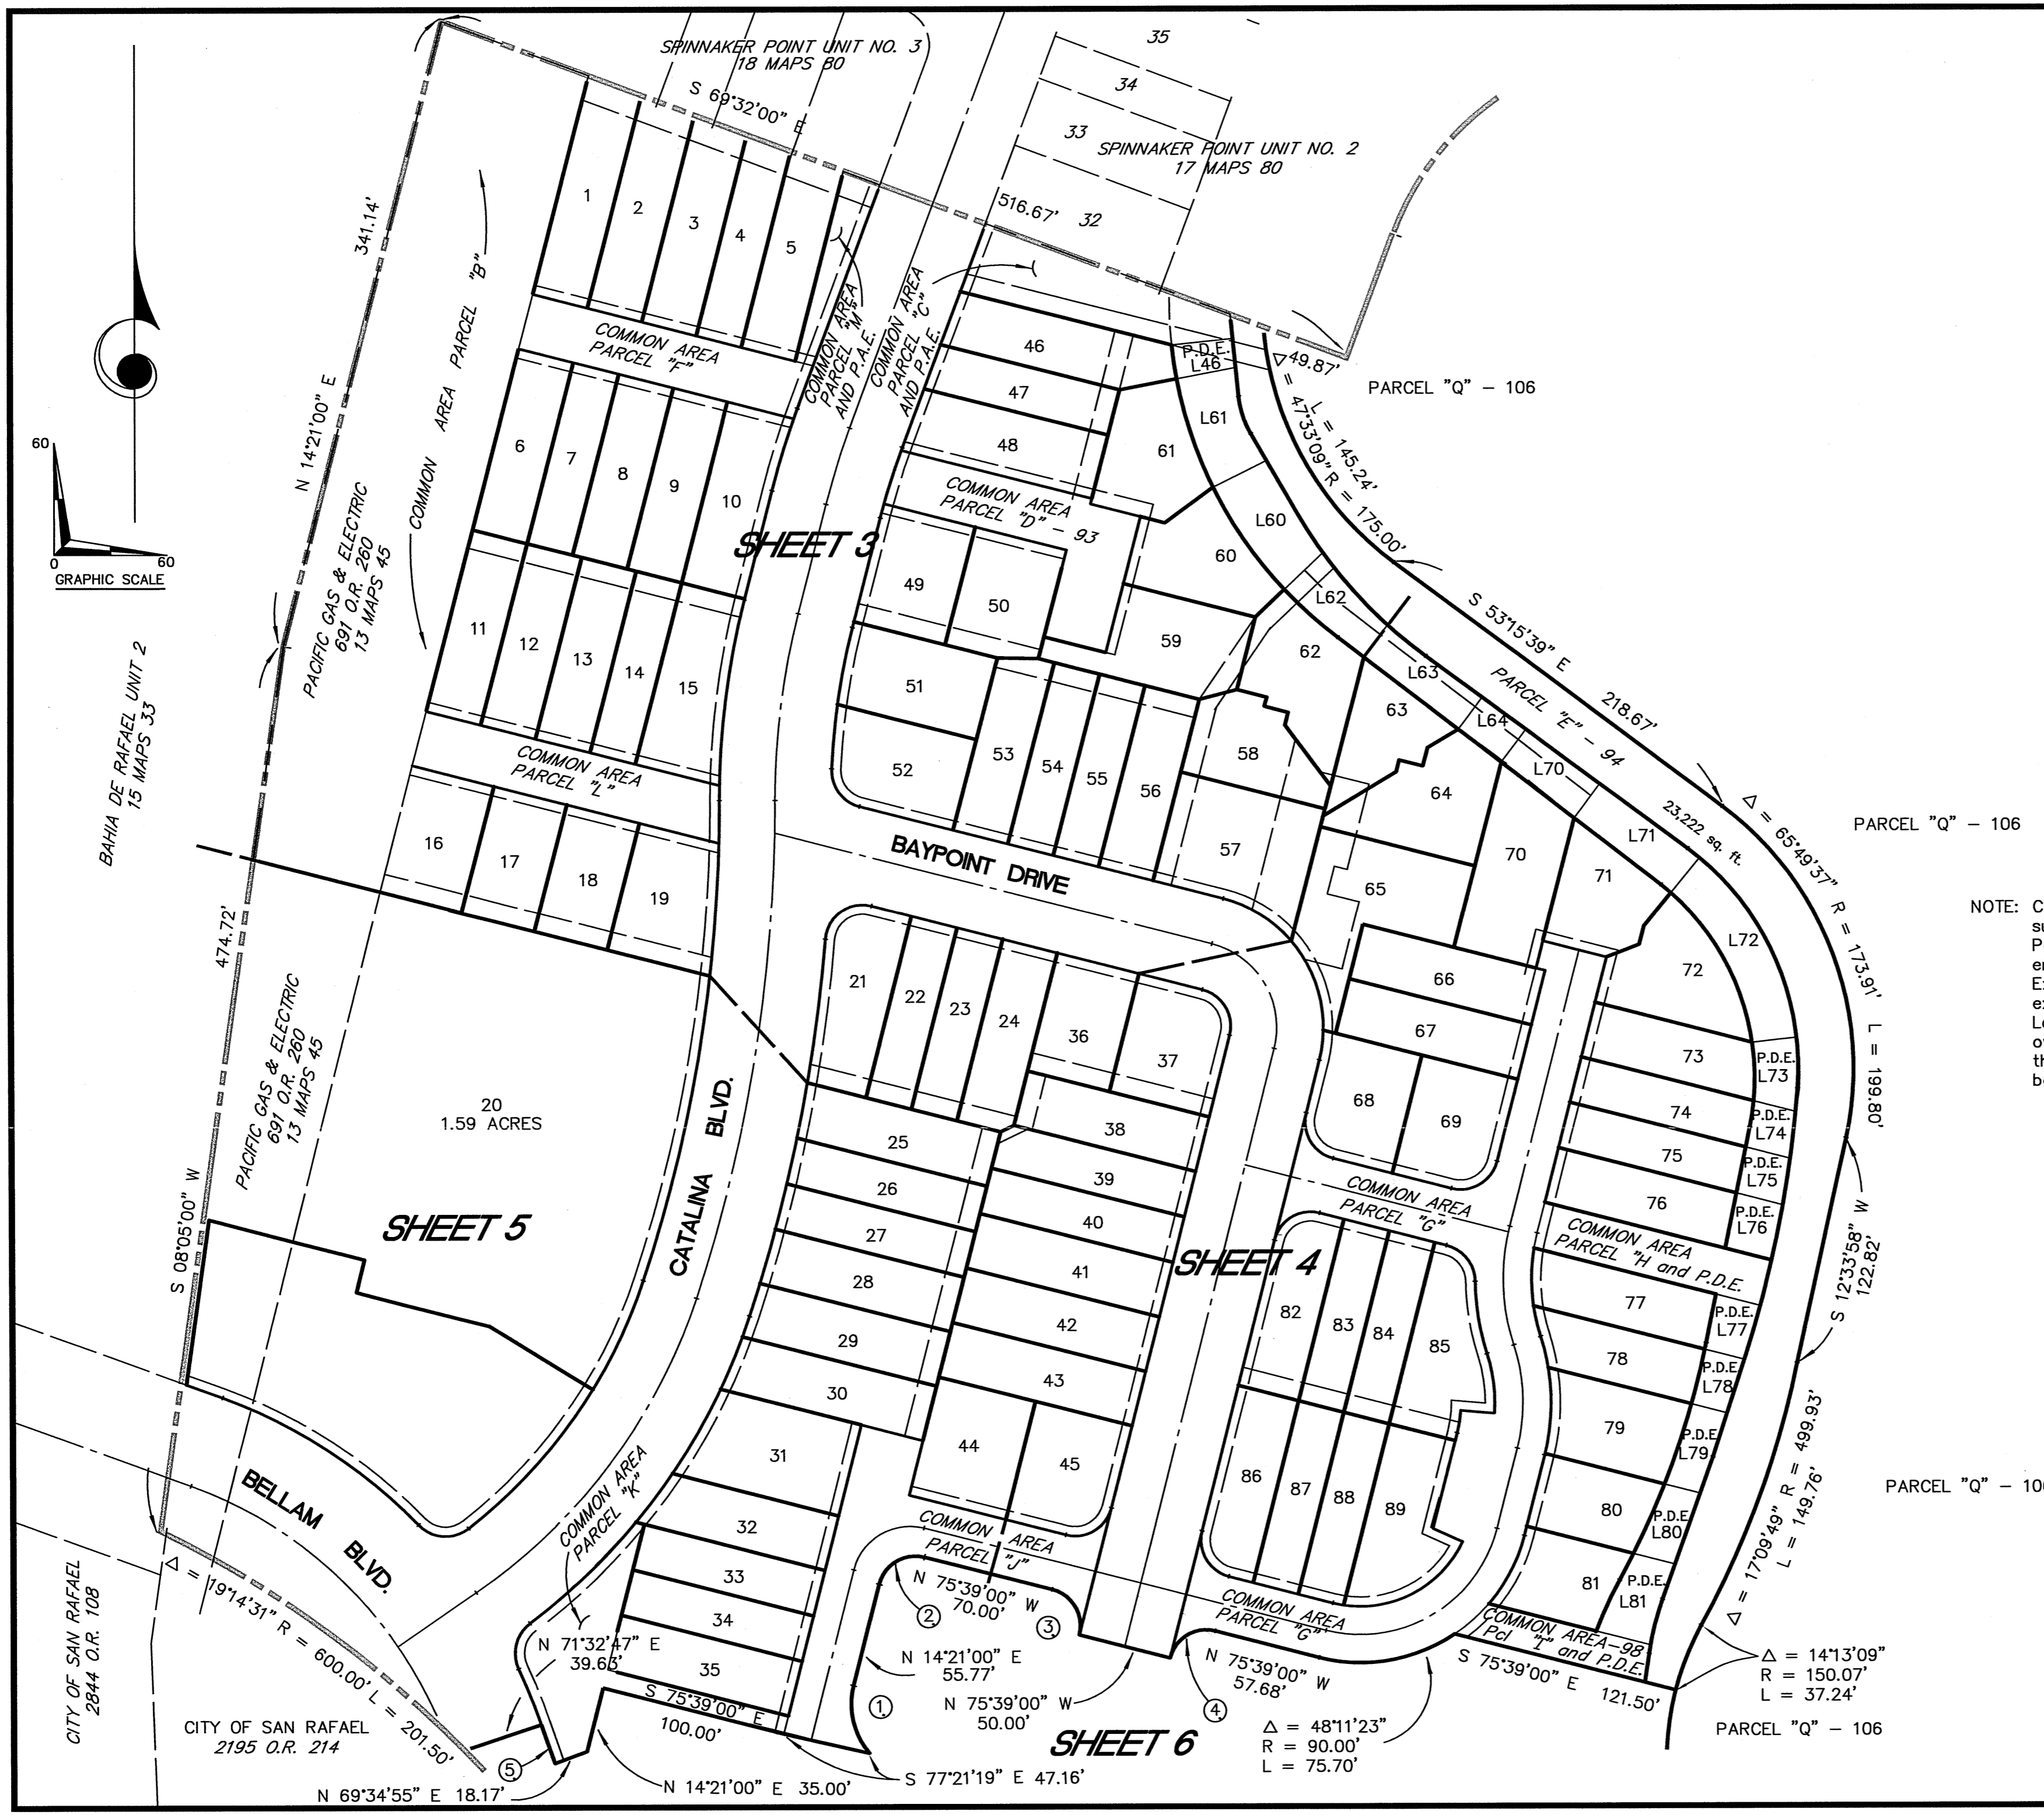 SPINNAKER POINT UNIT NO. 3
18 MAPS 80
S 69°32'00" E
35
34
33
SPINNAKER POINT UNIT NO. 2
17 MAPS 80
32
516.67'
341.14'
N 14°21'00" E
COMMON AREA PARCEL "B"
1
2
3
4
5
COMMON AREA
PARCEL "F"
COMMON AREA
PARCEL "M"
AND P.A.E.
COMMON AREA
PARCEL "C"
AND P.A.E.
46
47
48
P.D.E.
L46
L61
61
49.87'
Δ = 47°33'09" R = 175.00'
L = 145.24'
PARCEL "Q" – 106
60
0
60
GRAPHIC SCALE
6
7
8
9
10
SHEET 3
COMMON AREA
PARCEL "D" – 93
L60
60
PACIFIC GAS & ELECTRIC
691 O.R. 260
13 MAPS 45
BAHIA DE RAFAEL UNIT 2
15 MAPS 33
11
12
13
14
15
49
50
51
52
53
54
55
56
57
58
59
L62
62
L63
63
L64
64
S 53°15'39" E
218.67'
PARCEL "E" – 94
23,222 sq. ft.
L70
L71
70
71
65
66
67
68
69
COMMON AREA
PARCEL "L"
16
17
18
19
BAYPOINT DRIVE
Δ = 65°49'37" R = 173.91' L = 199.80'
PARCEL "Q" – 106
NOTE: C
su
P
en
E
ex
L
of
th
b
L72
72
73
P.D.E.
L73
74
P.D.E.
L74
75
P.D.E.
L75
76
P.D.E.
L76
474.72'
S 08°05'00" W
PACIFIC GAS & ELECTRIC
691 O.R. 260
13 MAPS 45
20
1.59 ACRES
SHEET 5
CATALINA BLVD.
21
22
23
24
36
37
25
26
27
28
29
30
31
32
33
34
35
38
39
40
41
42
43
44
45
COMMON AREA
PARCEL "G"
SHEET 4
COMMON AREA
PARCEL "H and P.D.E.
S 12°33'58" W
122.82'
77
P.D.E.
L77
78
P.D.E.
L78
79
P.D.E.
L79
80
P.D.E.
L80
81
P.D.E.
L81
82
83
84
85
86
87
88
89
Δ = 17°09'49" R = 499.93'
L = 149.76'
PARCEL "Q" – 10
BELLAM BLVD.
COMMON AREA
PARCEL "K"
COMMON AREA
PARCEL "J"
COMMON AREA
PARCEL "G"
COMMON AREA-98
Pcl "I" and P.D.E.
Δ = 19°14'31" R = 600.00' L = 201.50'
CITY OF SAN RAFAEL
2844 O.R. 108
CITY OF SAN RAFAEL
2195 O.R. 214
N 71°32'47" E
39.63'
S 75°39'00" E
100.00'
N 75°39'00" W
70.00'
N 14°21'00" E
55.77'
N 75°39'00" W
50.00'
N 75°39'00" W
57.68'
S 75°39'00" E 121.50'
1.
2.
3.
4.
5.
Δ = 14°13'09"
R = 150.07'
L = 37.24'
PARCEL "Q" – 106
Δ = 48°11'23"
R = 90.00'
L = 75.70'
SHEET 6
S 77°21'19" E 47.16'
N 14°21'00" E 35.00'
N 69°34'55" E 18.17'